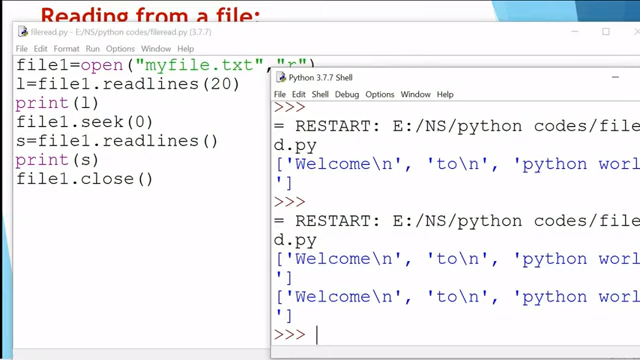 Reading from a file:
fileread.py - E:/NS/python codes/fileread.py (3.7.7)
File Edit Format Run Options Window Help
file1=open("myfile.txt","r")
l=file1.readlines(20)
print(l)
file1.seek(0)
s=file1.readlines()
print(s)
file1.close()
Python 3.7.7 Shell
File Edit Shell Debug Options Window Help
>>>
= RESTART: E:/NS/python codes/file
d.py
['Welcome\n', 'to\n', 'python worl
']
>>>
= RESTART: E:/NS/python codes/file
d.py
['Welcome\n', 'to\n', 'python worl
']
['Welcome\n', 'to\n', 'python worl
']
>>>